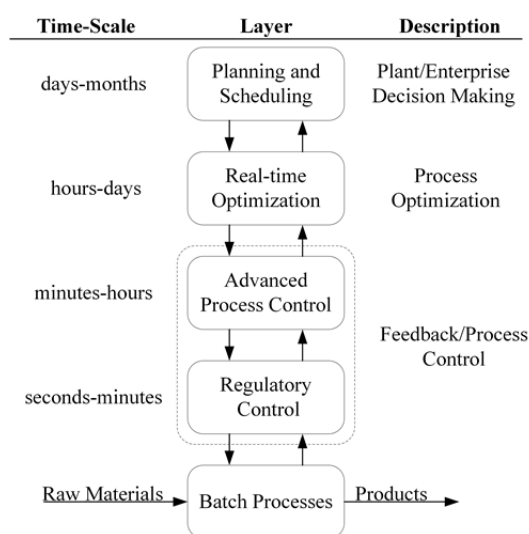 Time-Scale Layer Description
days-months
Planning and
Scheduling
Plant/Enterprise
Decision Making
hours-days
Real-time
Optimization
Process
Optimization
minutes-hours
Advanced
Process Control
Feedback/Process
Control
seconds-minutes
Regulatory
Control
Raw Materials
Batch Processes
Products